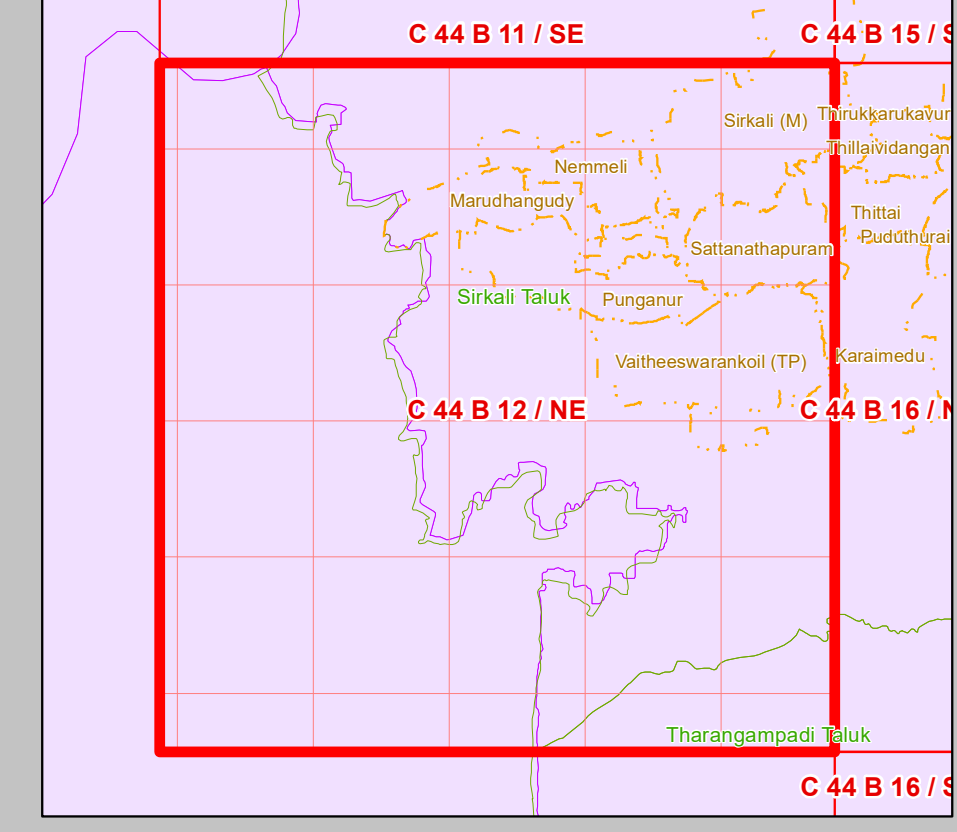 C 44 B 11 / SE
C 44 B 15 / S
Sirkali (M)
Thirukkarukavur
Thillaividangan
Nemmeli
Marudhangudy
Thittai
Puduthurai
Sattanathapuram
Sirkali Taluk
Punganur
Vaitheeswarankoil (TP)
Karaimedu
C 44 B 12 / NE
C 44 B 16 / N
Tharangampadi Taluk
C 44 B 16 / S